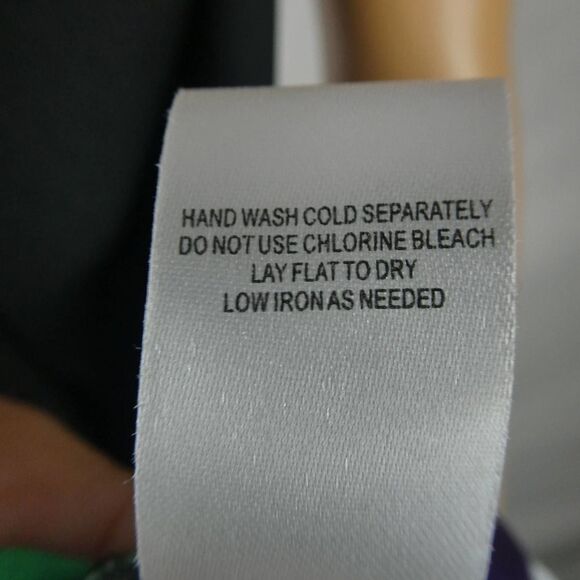 HAND WASH COLD SEPARATELY
DO NOT USE CHLORINE BLEACH
LAY FLAT TO DRY
LOW IRON AS NEEDED